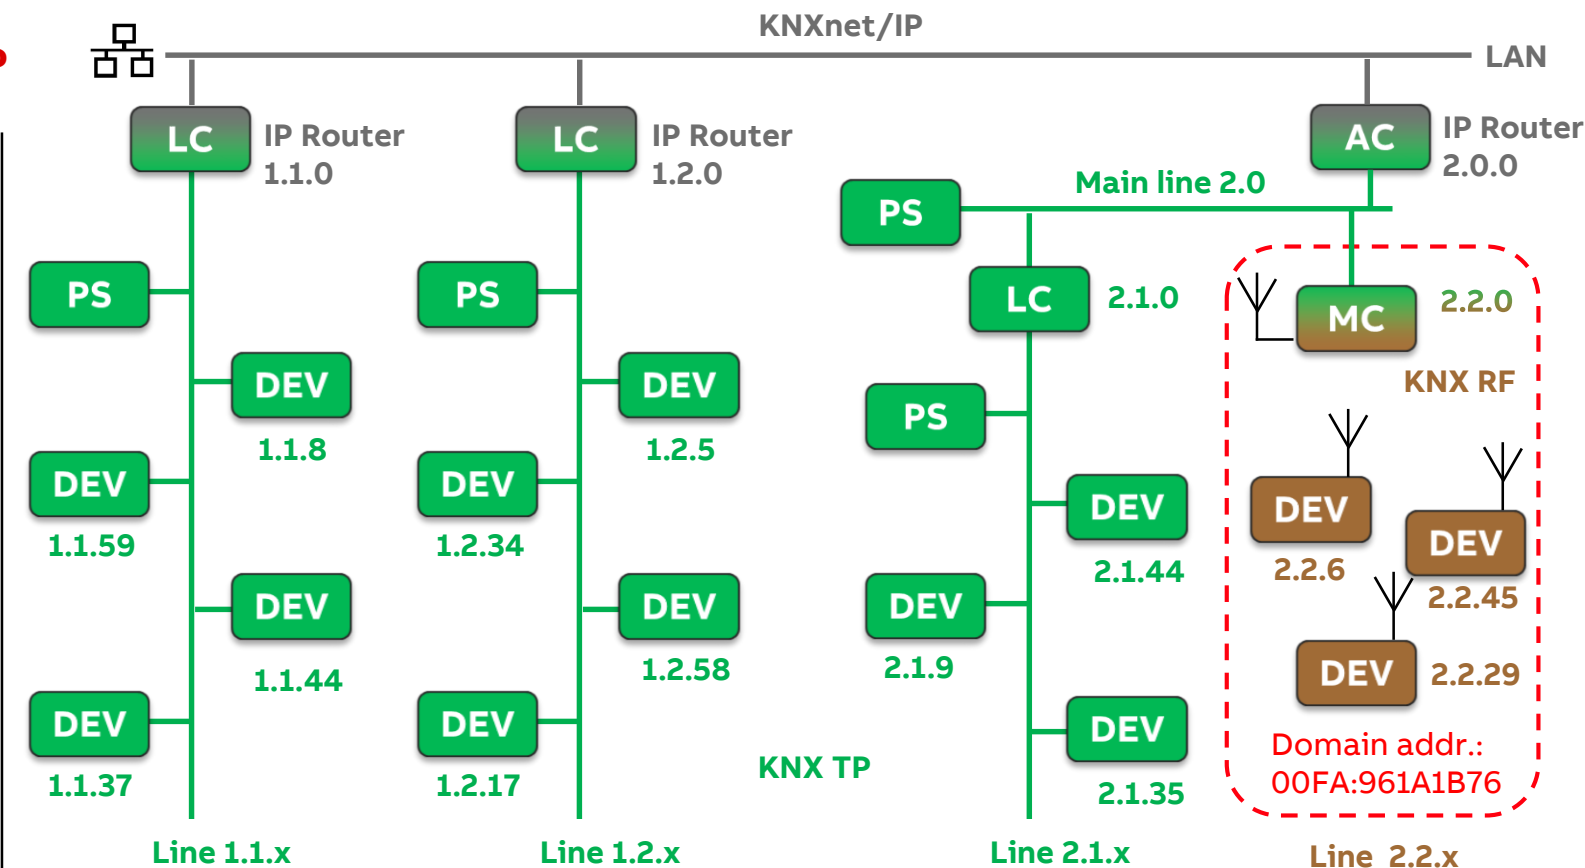 KNXnet/IP
LAN
LC
IP Router
1.1.0
LC
IP Router
1.2.0
AC
IP Router
2.0.0
Main line 2.0
PS
PS
PS
LC
2.1.0
MC
2.2.0
KNX RF
DEV
1.1.8
DEV
1.2.5
PS
DEV
1.1.59
DEV
1.2.34
DEV
2.1.44
DEV
2.2.6
DEV
2.2.45
DEV
1.1.44
DEV
1.2.58
DEV
2.1.9
DEV
2.2.29
DEV
1.1.37
DEV
1.2.17
KNX TP
DEV
2.1.35
Domain addr.:
00FA:961A1B76
Line 1.1.x
Line 1.2.x
Line 2.1.x
Line 2.2.x